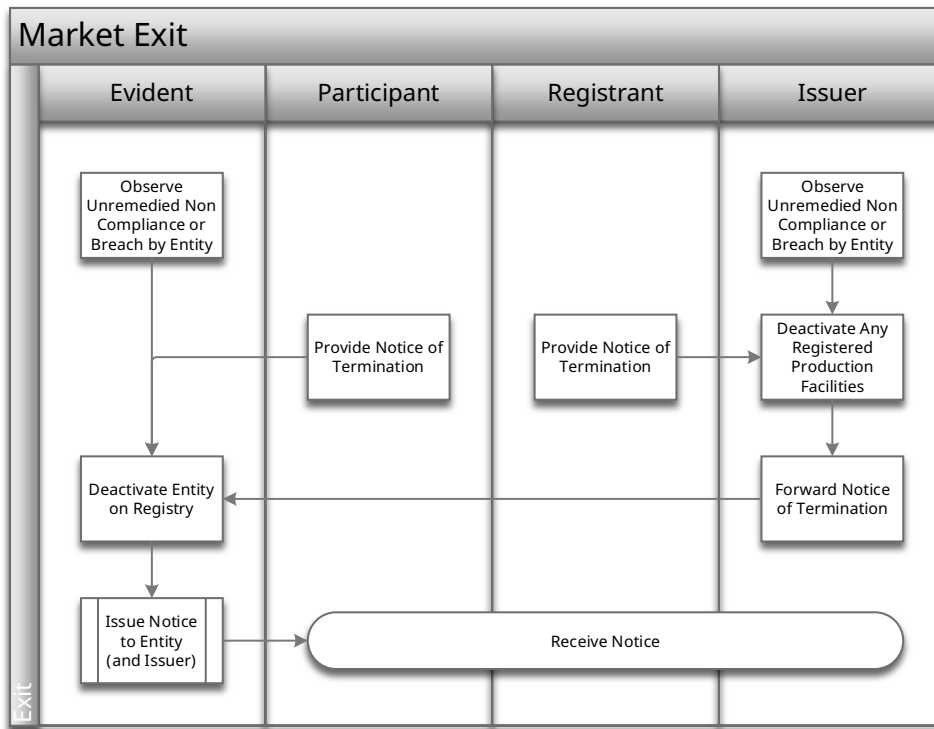 Market Exit
Evident
Participant
Registrant
Issuer
Observe
Unremedied Non
Compliance or
Breach by Entity
Observe
Unremedied Non
Compliance or
Breach by Entity
Provide Notice of
Termination
Provide Notice of
Termination
Deactivate Any
Registered
Production
Facilities
Deactivate Entity
on Registry
Forward Notice
of Termination
Issue Notice
to Entity
(and Issuer)
Receive Notice
Exit